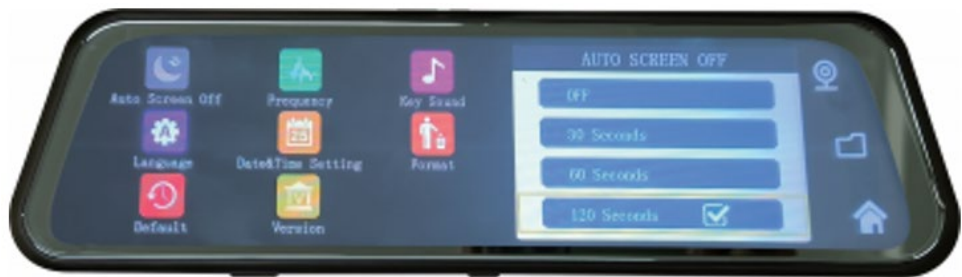 Auto Screen Off
Frequency
Key Sound
Language
Date&Time Setting
Format
Default
Version
AUTO SCREEN OFF
OFF
30 Seconds
60 Seconds
120 Seconds